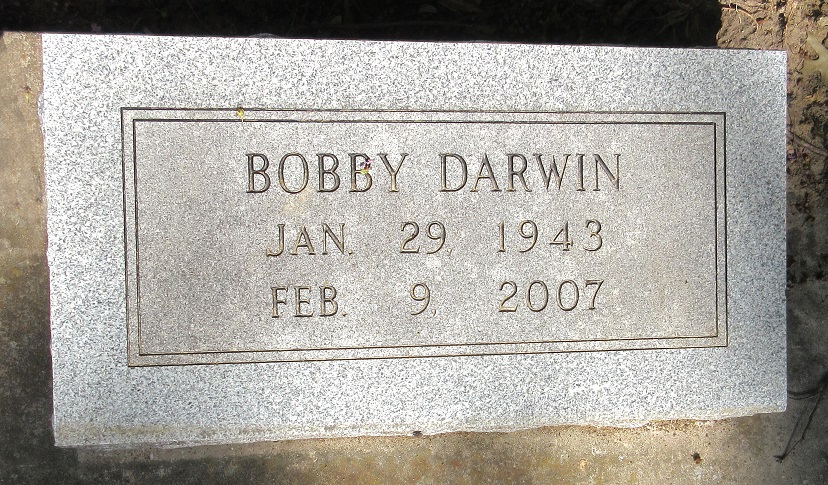 BOBBY DARWIN
JAN. 29, 1943
FEB. 9, 2007